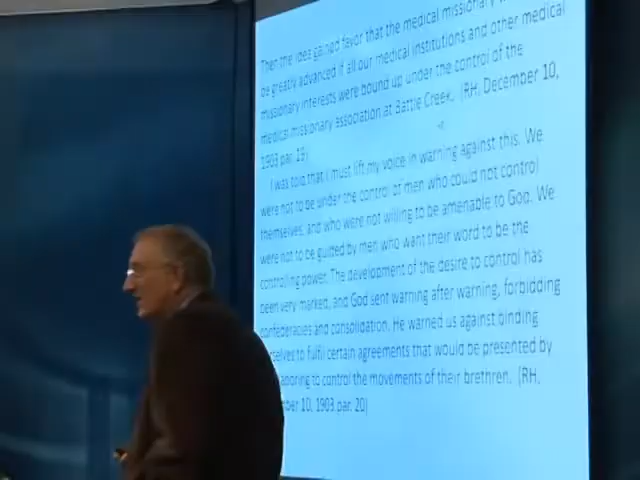 Then the idea gained favor that the medical missionary
be greatly advanced if all our medical institutions and other medical
missionary interests were bound up under the control of the
medical missionary association at Battle Creek. (RH, December 10,
1903 par. 19)
I was told that I must lift my voice in warning against this. We
were not to be under the control of men who could not control
themselves, and who were not willing to be amenable to God. We
were not to be guided by men who want their word to be the
controlling power. The development of the desire to control has
been very marked, and God sent warning after warning, forbidding
confederacies and consolidation. He warned us against binding
selves to fulfil certain agreements that would be presented by
aboring to control the movements of their brethren. (RH,
ber 10, 1903 par. 20)